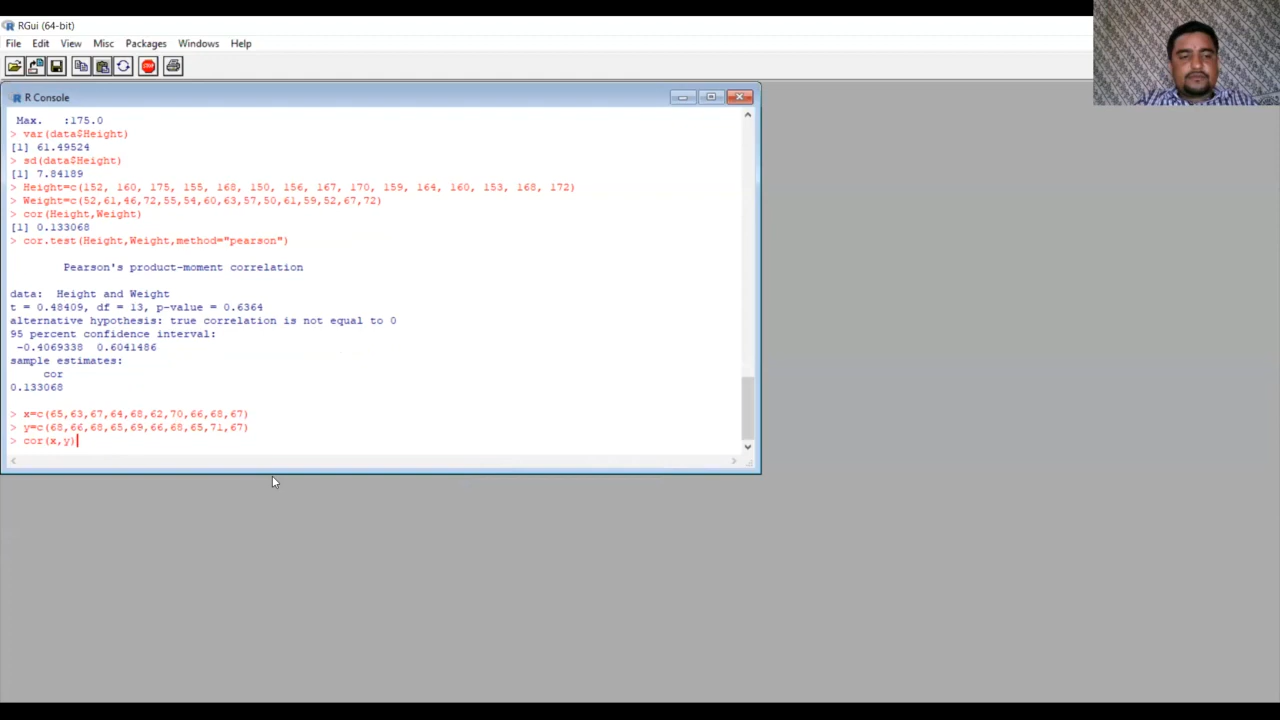 RGui (64-bit)
File Edit View Misc Packages Windows Help
STOP
R Console
Max.   :175.0
> var(data$Height)
[1] 61.49524
> sd(data$Height)
[1] 7.84189
> Height=c(152, 160, 175, 155, 168, 150, 156, 167, 170, 159, 164, 160, 153, 168, 172)
> Weight=c(52,61,46,72,55,54,60,63,57,50,61,59,52,67,72)
> cor(Height,Weight)
[1] 0.133068
> cor.test(Height,Weight,method="pearson")
Pearson's product-moment correlation
data:  Height and Weight
t = 0.48409, df = 13, p-value = 0.6364
alternative hypothesis: true correlation is not equal to 0
95 percent confidence interval:
-0.4069338  0.6041486
sample estimates:
cor
0.133068
> x=c(65,63,67,64,68,62,70,66,68,67)
> y=c(68,66,68,65,69,66,68,65,71,67)
> cor(x,y)